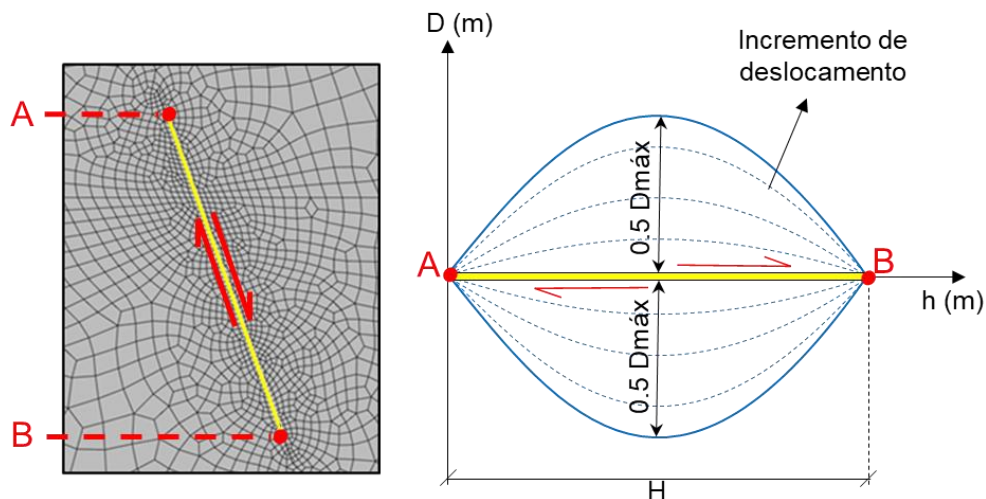 A
B
D (m)
Incremento de
deslocamento
0.5 Dmáx
A
B
h (m)
0.5 Dmáx
H